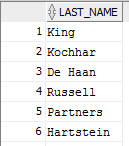 LAST_NAME
1 King
2 Kochhar
3 De Haan
4 Russell
5 Partners
6 Hartstein